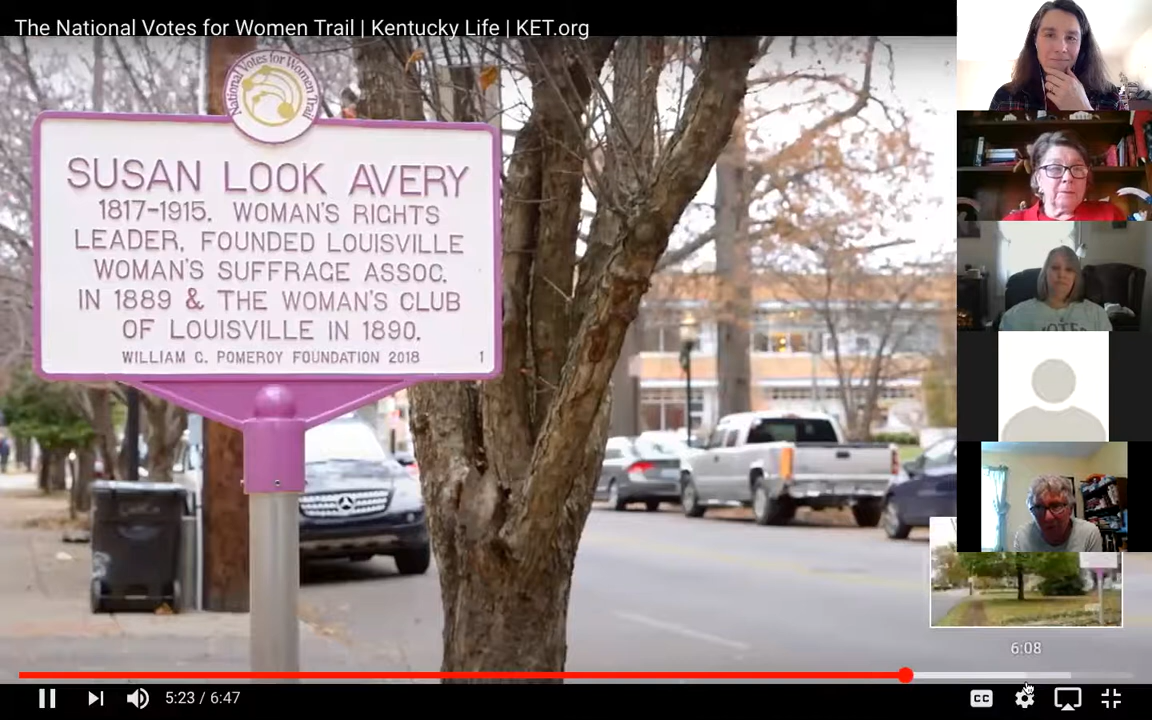 The National Votes for Women Trail | Kentucky Life | KET.org
National Votes for Women Trail
SUSAN LOOK AVERY
1817-1915. WOMAN'S RIGHTS
LEADER, FOUNDED LOUISVILLE
WOMAN'S SUFFRAGE ASSOC.
IN 1889 & THE WOMAN'S CLUB
OF LOUISVILLE IN 1890.
WILLIAM C. POMEROY FOUNDATION 2018 1
VOTER
6:08
5:23 / 6:47
CC